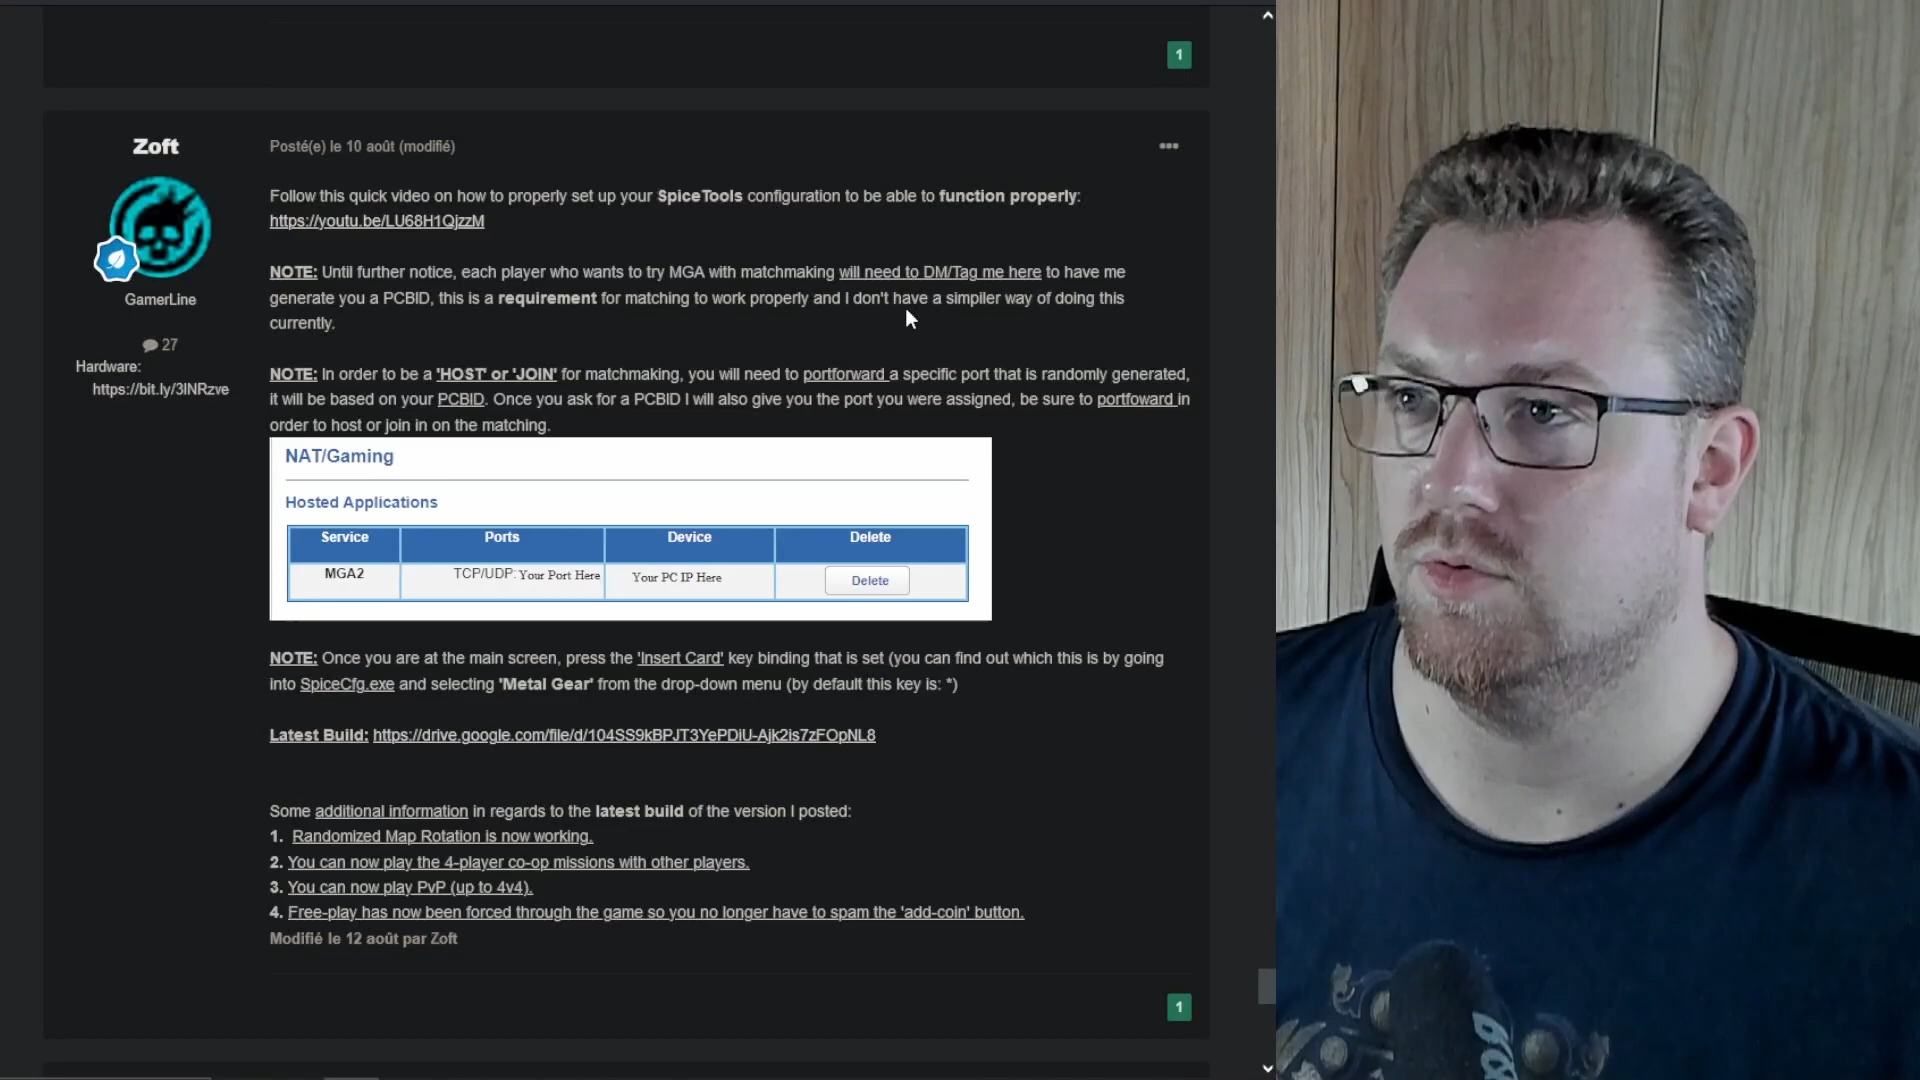 1
Zoft
Posté(e) le 10 août (modifié)
Follow this quick video on how to properly set up your SpiceTools configuration to be able to function properly:
https://youtu.be/LU68H1QjzzM
GamerLine
27
Hardware:
https://bit.ly/3lNRzve
NOTE: Until further notice, each player who wants to try MGA with matchmaking will need to DM/Tag me here to have me
generate you a PCBID, this is a requirement for matching to work properly and I don't have a simpiler way of doing this
currently.
NOTE: In order to be a 'HOST' or 'JOIN' for matchmaking, you will need to portforward a specific port that is randomly generated,
it will be based on your PCBID. Once you ask for a PCBID I will also give you the port you were assigned, be sure to portfoward in
order to host or join in on the matching.
NAT/Gaming
Hosted Applications
Service Ports Device Delete
MGA2 TCP/UDP: Your Port Here Your PC IP Here Delete
NOTE: Once you are at the main screen, press the 'Insert Card' key binding that is set (you can find out which this is by going
into SpiceCfg.exe and selecting 'Metal Gear' from the drop-down menu (by default this key is: *)
Latest Build: https://drive.google.com/file/d/104SS9kBPJT3YePDiU-Ajk2is7zFOpNL8
Some additional information in regards to the latest build of the version I posted:
1. Randomized Map Rotation is now working.
2. You can now play the 4-player co-op missions with other players.
3. You can now play PvP (up to 4v4).
4. Free-play has now been forced through the game so you no longer have to spam the 'add-coin' button.
Modifié le 12 août par Zoft
1